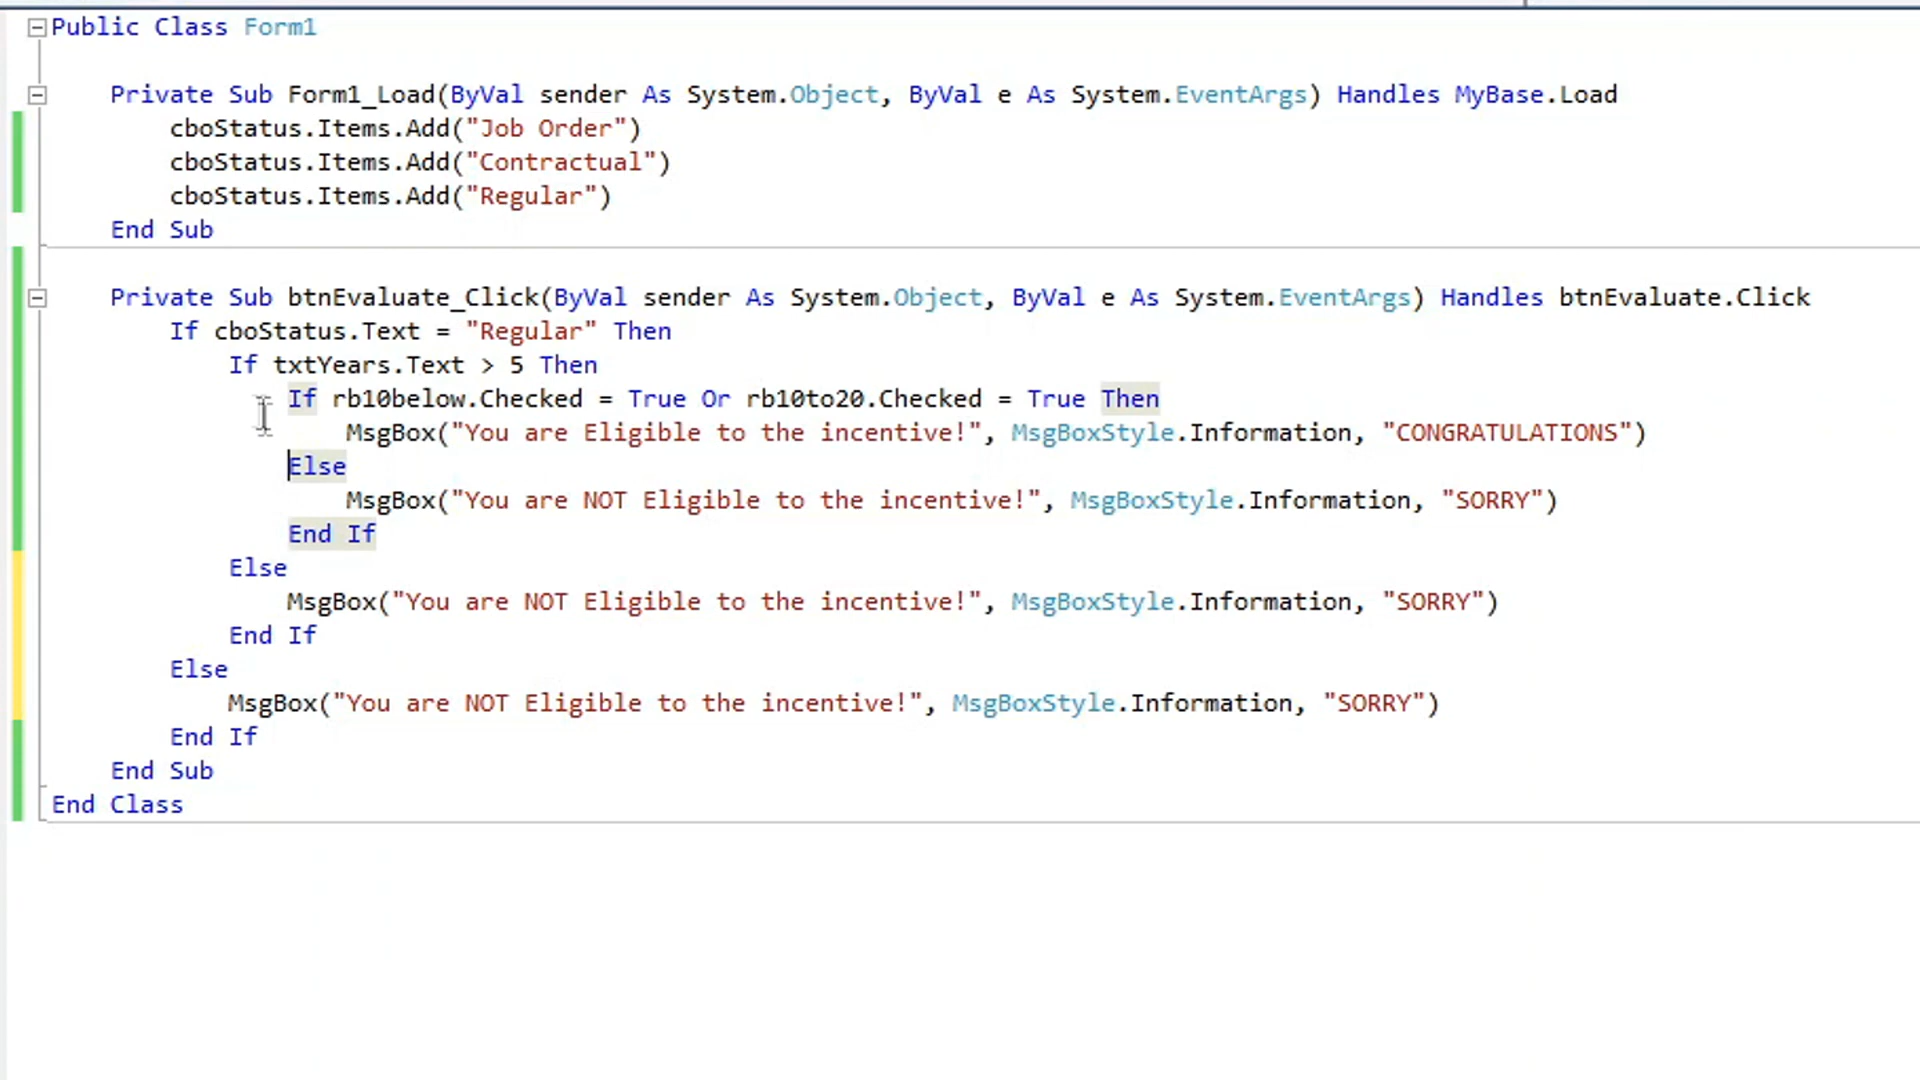 Public Class Form1
Private Sub Form1_Load(ByVal sender As System.Object, ByVal e As System.EventArgs) Handles MyBase.Load
cboStatus.Items.Add("Job Order")
cboStatus.Items.Add("Contractual")
cboStatus.Items.Add("Regular")
End Sub
Private Sub btnEvaluate_Click(ByVal sender As System.Object, ByVal e As System.EventArgs) Handles btnEvaluate.Click
If cboStatus.Text = "Regular" Then
If txtYears.Text > 5 Then
If rb10below.Checked = True Or rb10to20.Checked = True Then
MsgBox("You are Eligible to the incentive!", MsgBoxStyle.Information, "CONGRATULATIONS")
Else
MsgBox("You are NOT Eligible to the incentive!", MsgBoxStyle.Information, "SORRY")
End If
Else
MsgBox("You are NOT Eligible to the incentive!", MsgBoxStyle.Information, "SORRY")
End If
Else
MsgBox("You are NOT Eligible to the incentive!", MsgBoxStyle.Information, "SORRY")
End If
End Sub
End Class